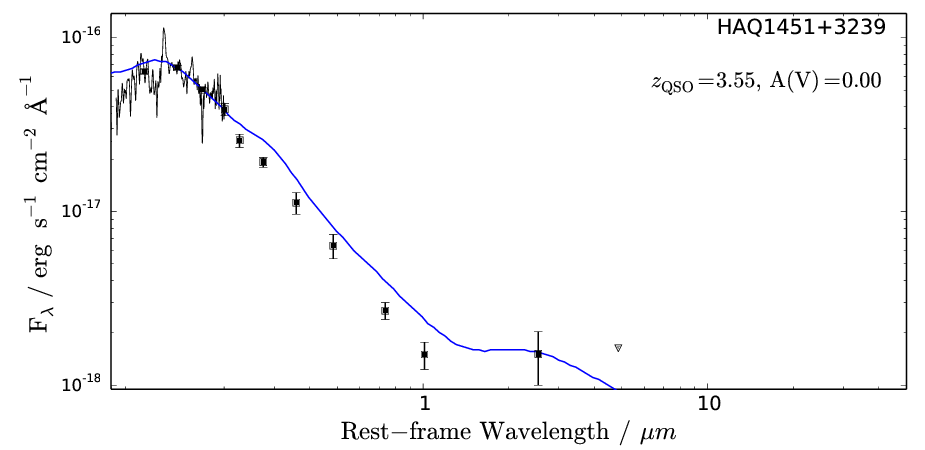 HAQ1451+3239
z_QSO=3.55, A(V)=0.00
10⁻¹⁶
10⁻¹⁷
10⁻¹⁸
F_λ / erg s⁻¹ cm⁻² Å⁻¹
1 10
Rest−frame Wavelength / μm